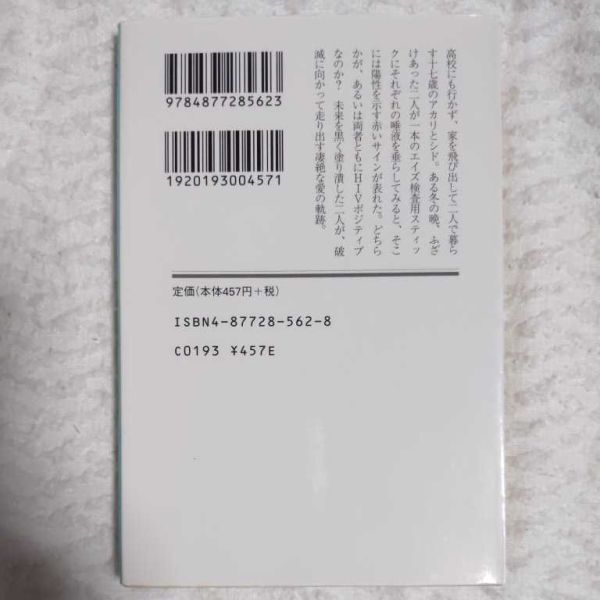 高校にも行かず、家を飛び出して二人で暮ら
す十七歳のアカリとシド。ある冬の晩、ふざ
けあった二人が一本のエイズ検査用スティッ
クにそれぞれの唾液を垂らしてみると、そこ
には陽性を示す赤いサインが表れた。どちら
かが、あるいは両者ともにHIVポジティブ
なのか？　未来を黒く塗り潰した二人が、破
滅に向かって走り出す凄絶な愛の軌跡。
9784877285623
1920193004571
定価(本体457円+税)
ISBN4-87728-562-8
C0193 ¥457E